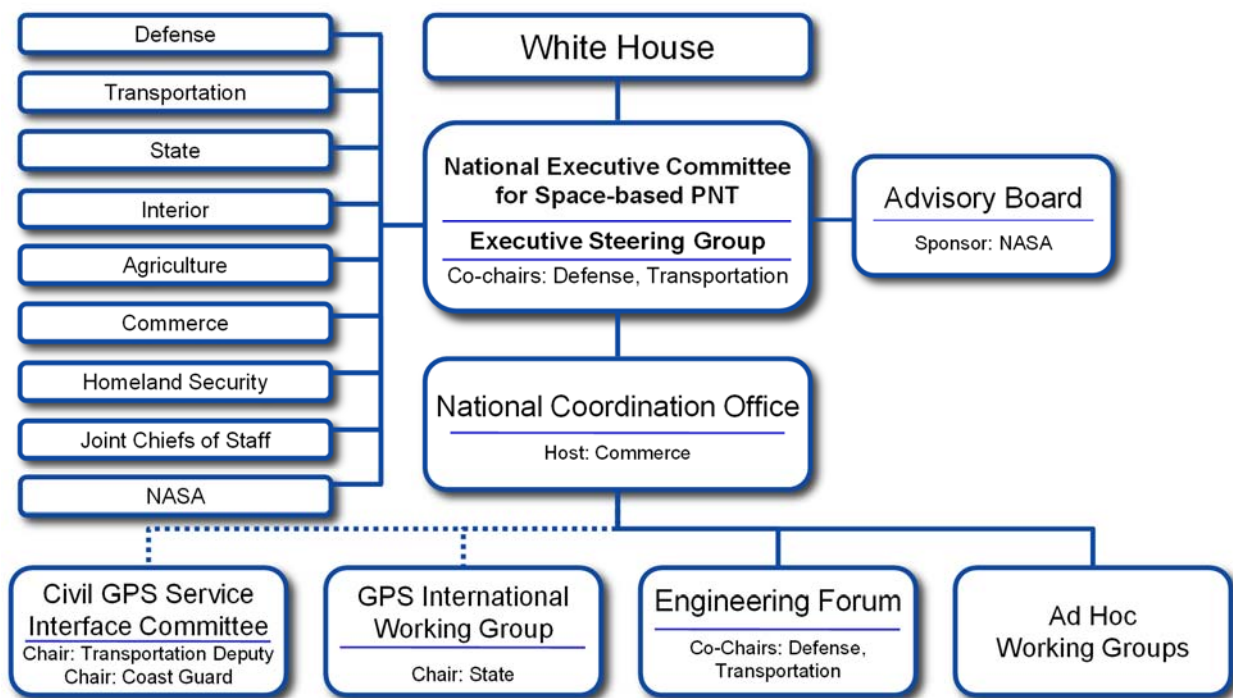 White House
Defense
Transportation
State
Interior
Agriculture
Commerce
Homeland Security
Joint Chiefs of Staff
NASA
National Executive Committee
for Space-based PNT
Executive Steering Group
Co-chairs: Defense, Transportation
Advisory Board
Sponsor: NASA
National Coordination Office
Host: Commerce
Civil GPS Service
Interface Committee
Chair: Transportation Deputy
Chair: Coast Guard
GPS International
Working Group
Chair: State
Engineering Forum
Co-Chairs: Defense,
Transportation
Ad Hoc
Working Groups